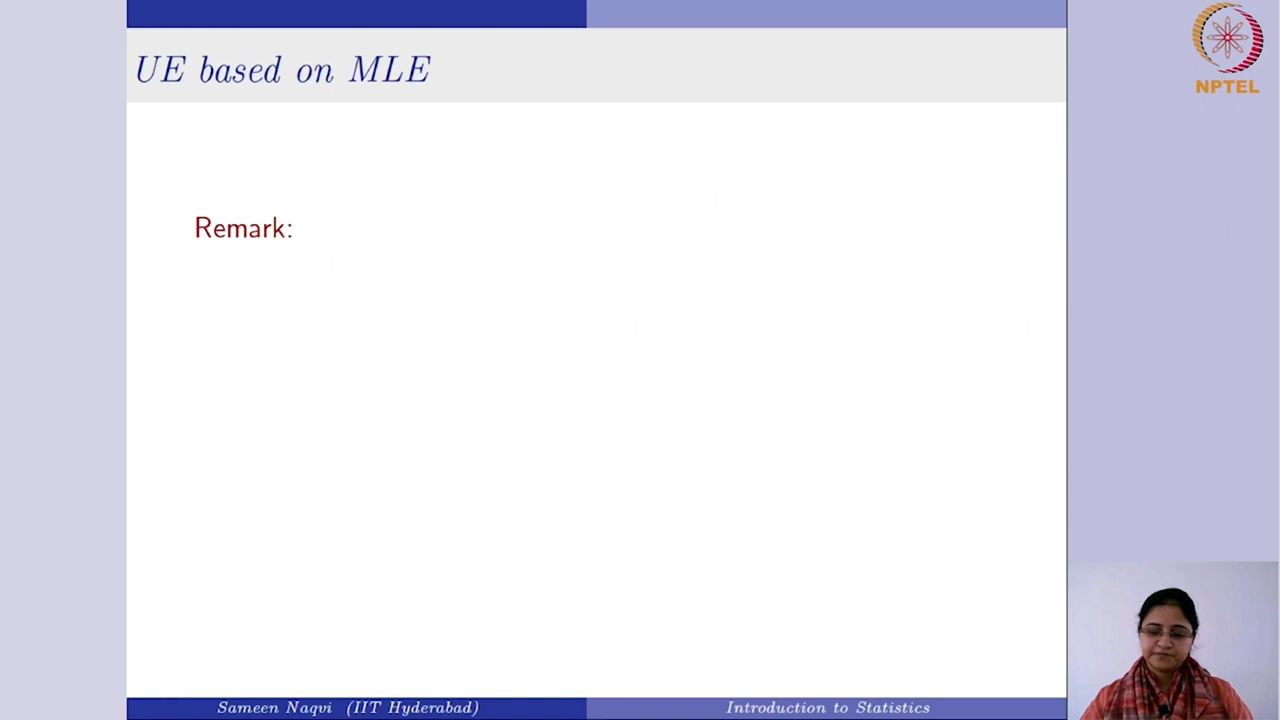 UE based on MLE
NPTEL
Remark:
Sameen Naqvi (IIT Hyderabad)
Introduction to Statistics